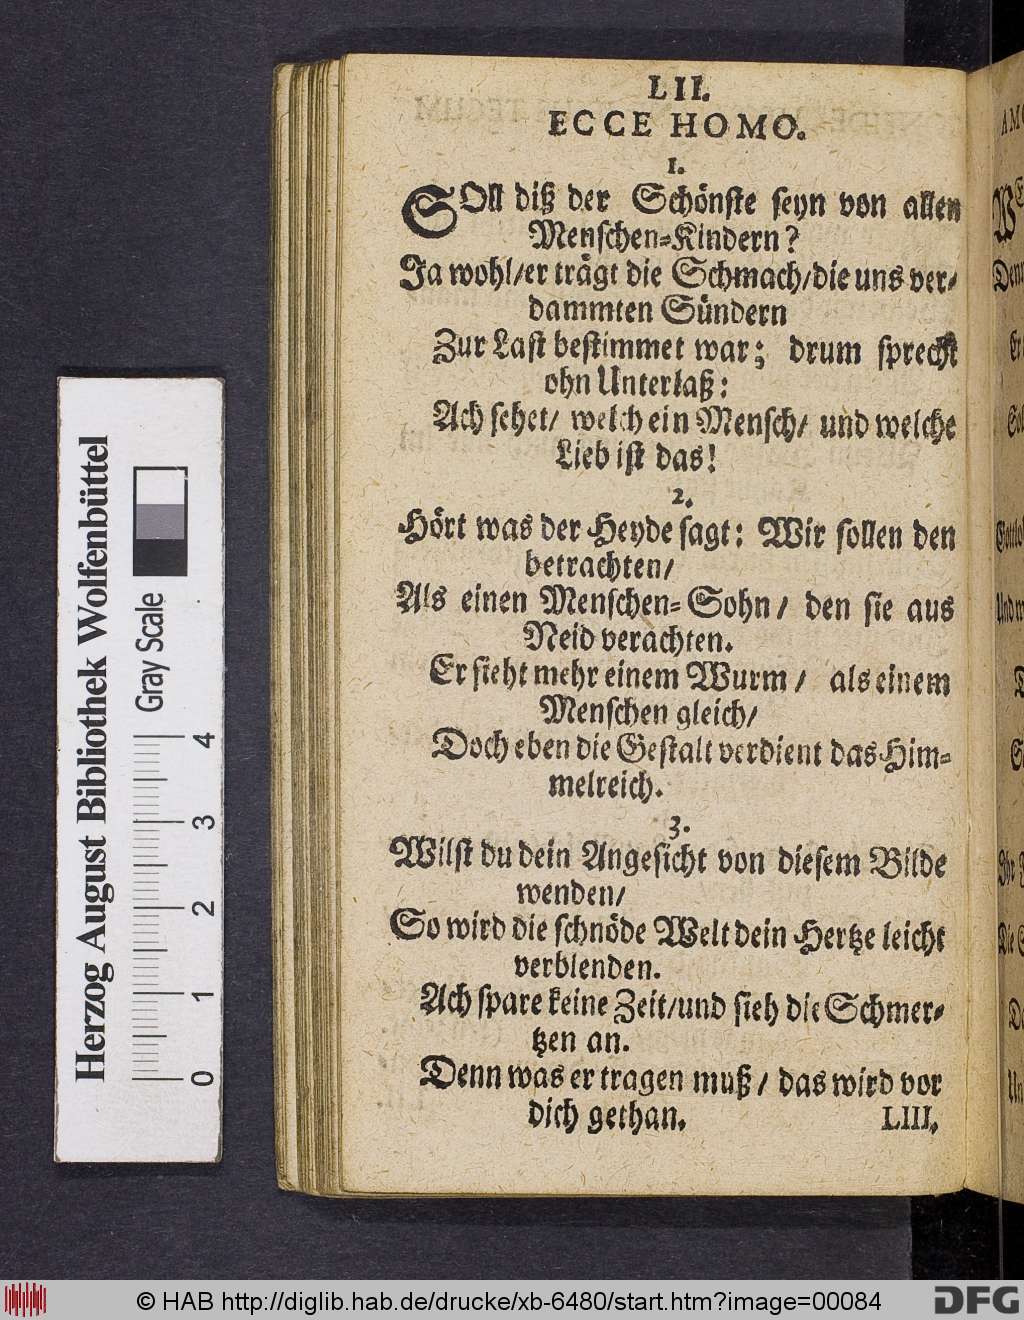 LII.
ECCE HOMO.
1.
SOll diß der Schönste seyn von allen
Menschen-Kindern?
Ja wohl/er trägt die Schmach/die uns ver-
dammten Sündern
Zur Last bestimmet war; drum sprecht
ohn Unterlaß:
Ach sehet/ welch ein Mensch/ und welche
Lieb ist das!
2.
Hört was der Heyde sagt: Wir sollen den
betrachten/
Als einen Menschen-Sohn/ den sie aus
Neid verachten.
Er sieht mehr einem Wurm/ als einem
Menschen gleich/
Doch eben die Gestalt verdient das Him-
melreich.
3.
Wilst du dein Angesicht von diesem Bilde
wenden/
So wird die schnöde Welt dein Hertze leicht
verblenden.
Ach spare keine Zeit/und sieh die Schmer-
tzen an.
Denn was er tragen muß/ das wird vor
dich gethan. LIII.
Herzog August Bibliothek Wolfenbüttel
Gray Scale
0 1 2 3 4
© HAB http://diglib.hab.de/drucke/xb-6480/start.htm?image=00084
DFG